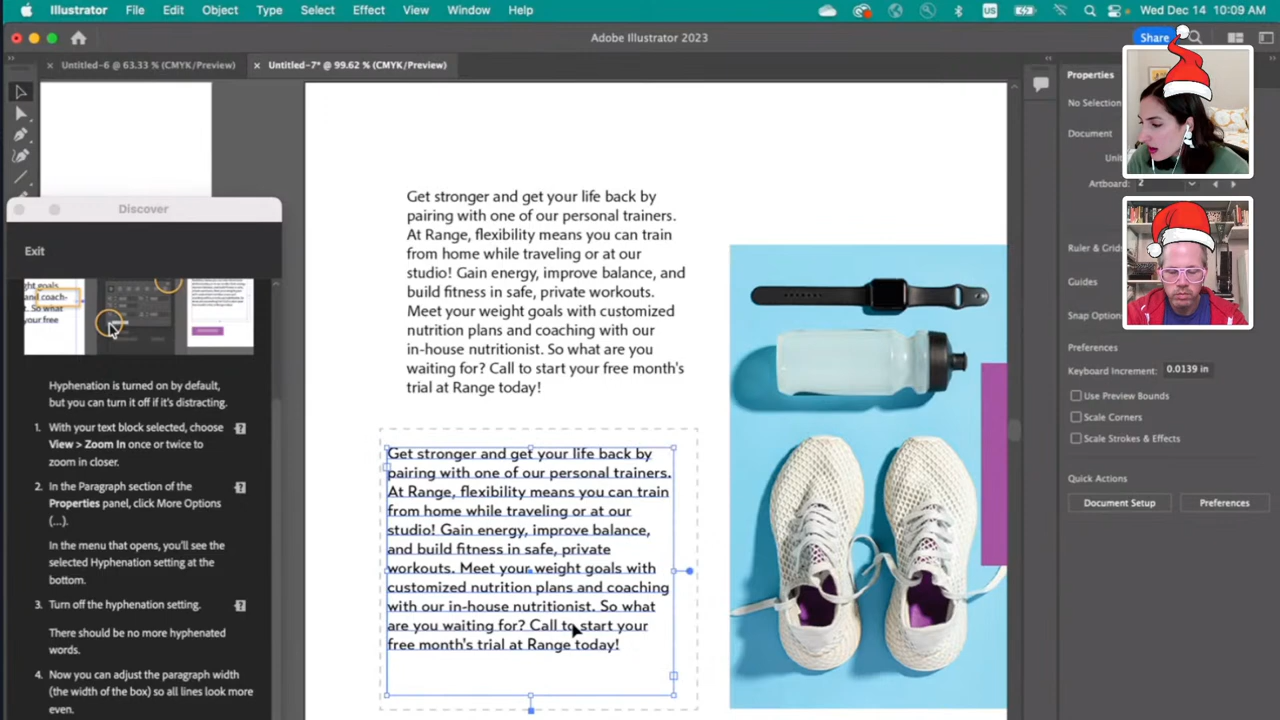 Illustrator File Edit Object Type Select Effect View Window Help US Wed Dec 14 10:09 AM
Adobe Illustrator 2023
Share
× Untitled-6 @ 63.33 % (CMYK/Preview) × Untitled-7* @ 99.62 % (CMYK/Preview)
Discover
Exit
ght goals
and coach-
t. So what
your free
Hyphenation is turned on by default,
but you can turn it off if it's distracting.
1. With your text block selected, choose
View > Zoom In once or twice to
zoom in closer.
2. In the Paragraph section of the
Properties panel, click More Options
(...).
In the menu that opens, you'll see the
selected Hyphenation setting at the
bottom.
3. Turn off the hyphenation setting.
There should be no more hyphenated
words.
4. Now you can adjust the paragraph width
(the width of the box) so all lines look more
even.
Get stronger and get your life back by
pairing with one of our personal trainers.
At Range, flexibility means you can train
from home while traveling or at our
studio! Gain energy, improve balance, and
build fitness in safe, private workouts.
Meet your weight goals with customized
nutrition plans and coaching with our
in-house nutritionist. So what are you
waiting for? Call to start your free month's
trial at Range today!
Get stronger and get your life back by
pairing with one of our personal trainers.
At Range, flexibility means you can train
from home while traveling or at our
studio! Gain energy, improve balance,
and build fitness in safe, private
workouts. Meet your weight goals with
customized nutrition plans and coaching
with our in-house nutritionist. So what
are you waiting for? Call to start your
free month's trial at Range today!
Properties
No Selection
Document
Unit
Artboard: 2
Ruler & Grids
Guides
Snap Options
Preferences
Keyboard Increment: 0.0139 in
Use Preview Bounds
Scale Corners
Scale Strokes & Effects
Quick Actions
Document Setup Preferences